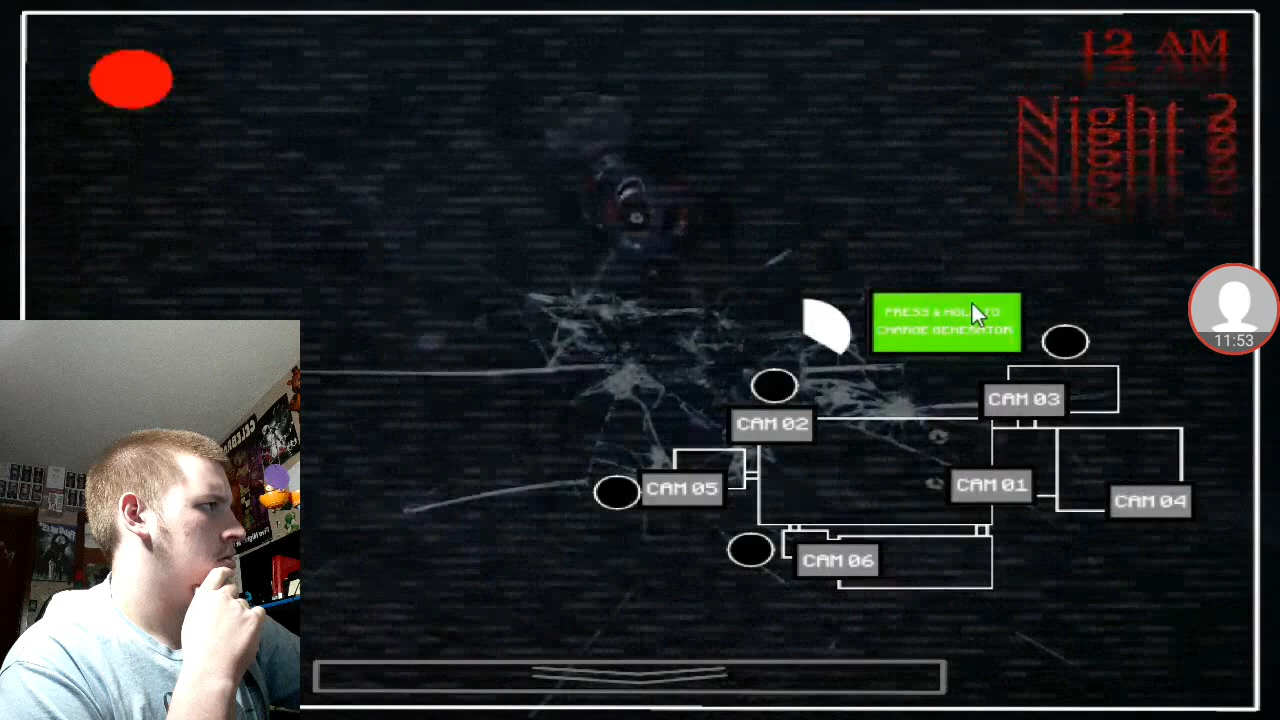 12 AM
Night 2
PRESS & HOLD TO
CHARGE GENERATOR
11:53
CAM 03
CAM 02
CAM 05
CAM 01
CAM 04
CAM 06